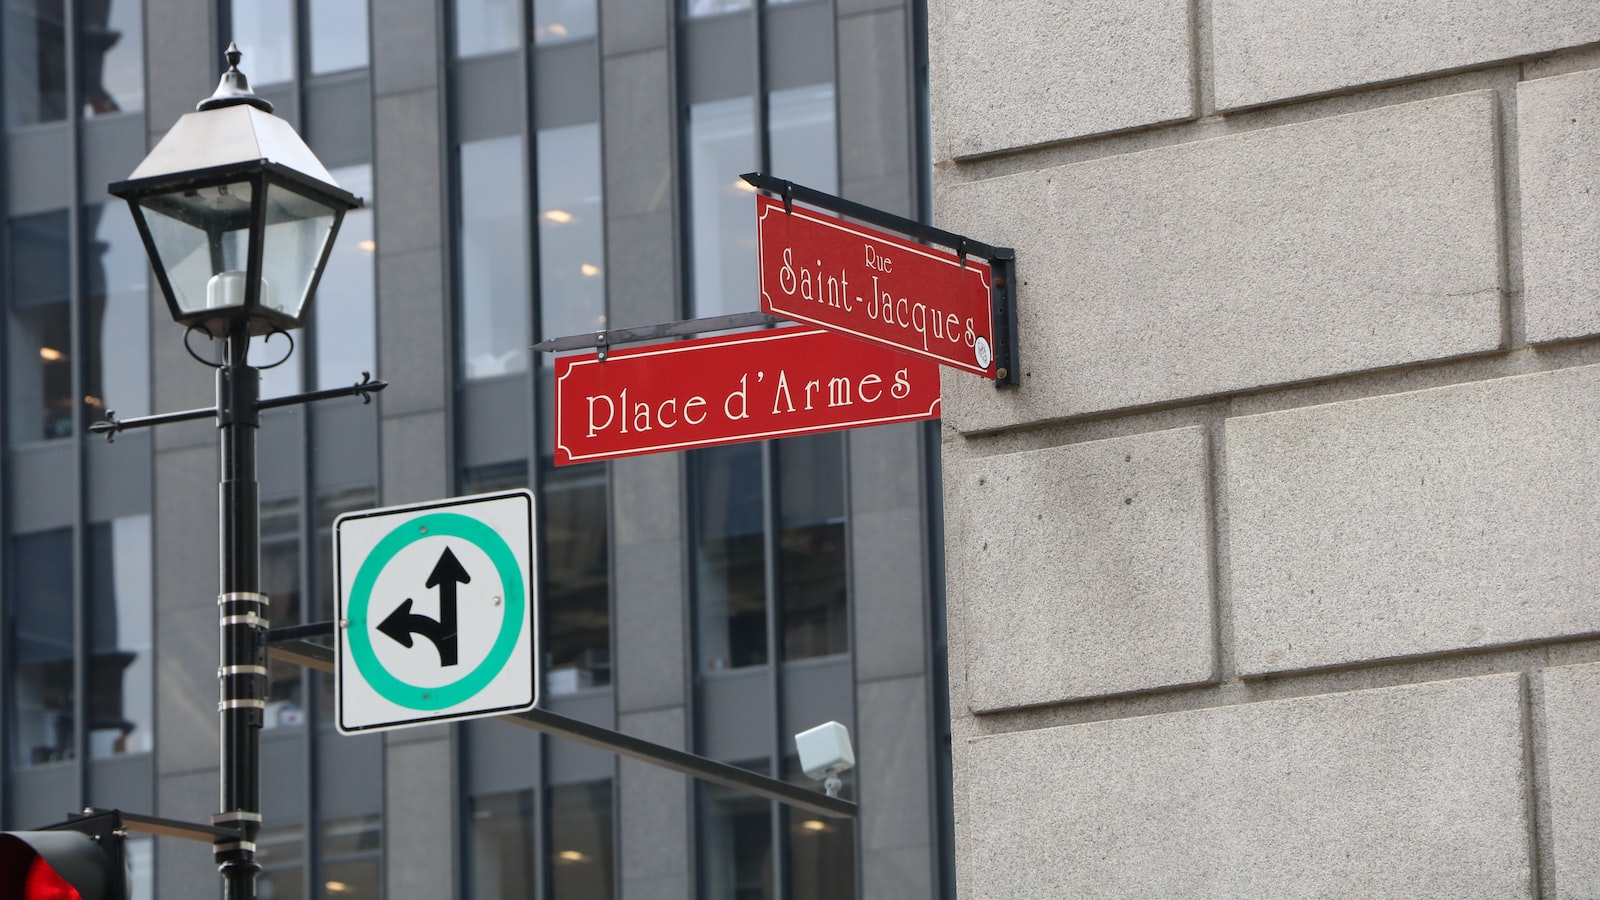 Rue
Saint-Jacques
Place d'Armes